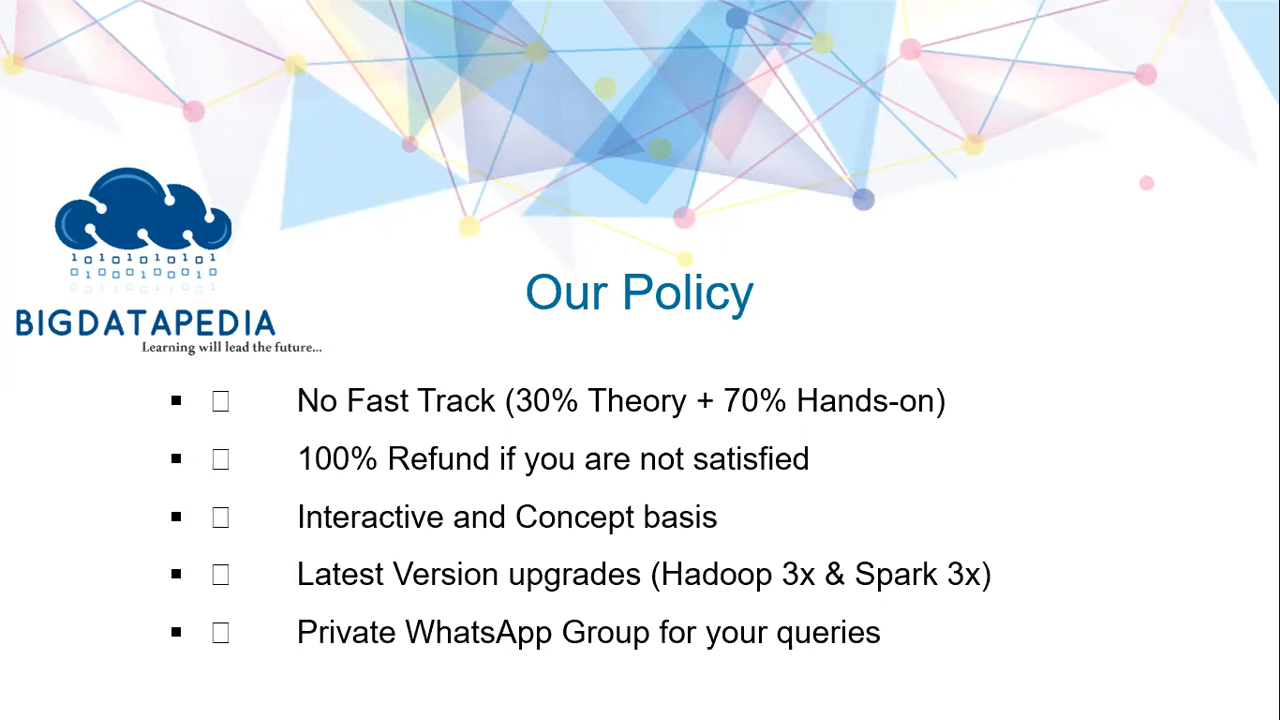 BIGDATAPEDIA
Learning will lead the future...
Our Policy
▪ □ No Fast Track (30% Theory + 70% Hands-on)
▪ □ 100% Refund if you are not satisfied
▪ □ Interactive and Concept basis
▪ □ Latest Version upgrades (Hadoop 3x & Spark 3x)
▪ □ Private WhatsApp Group for your queries